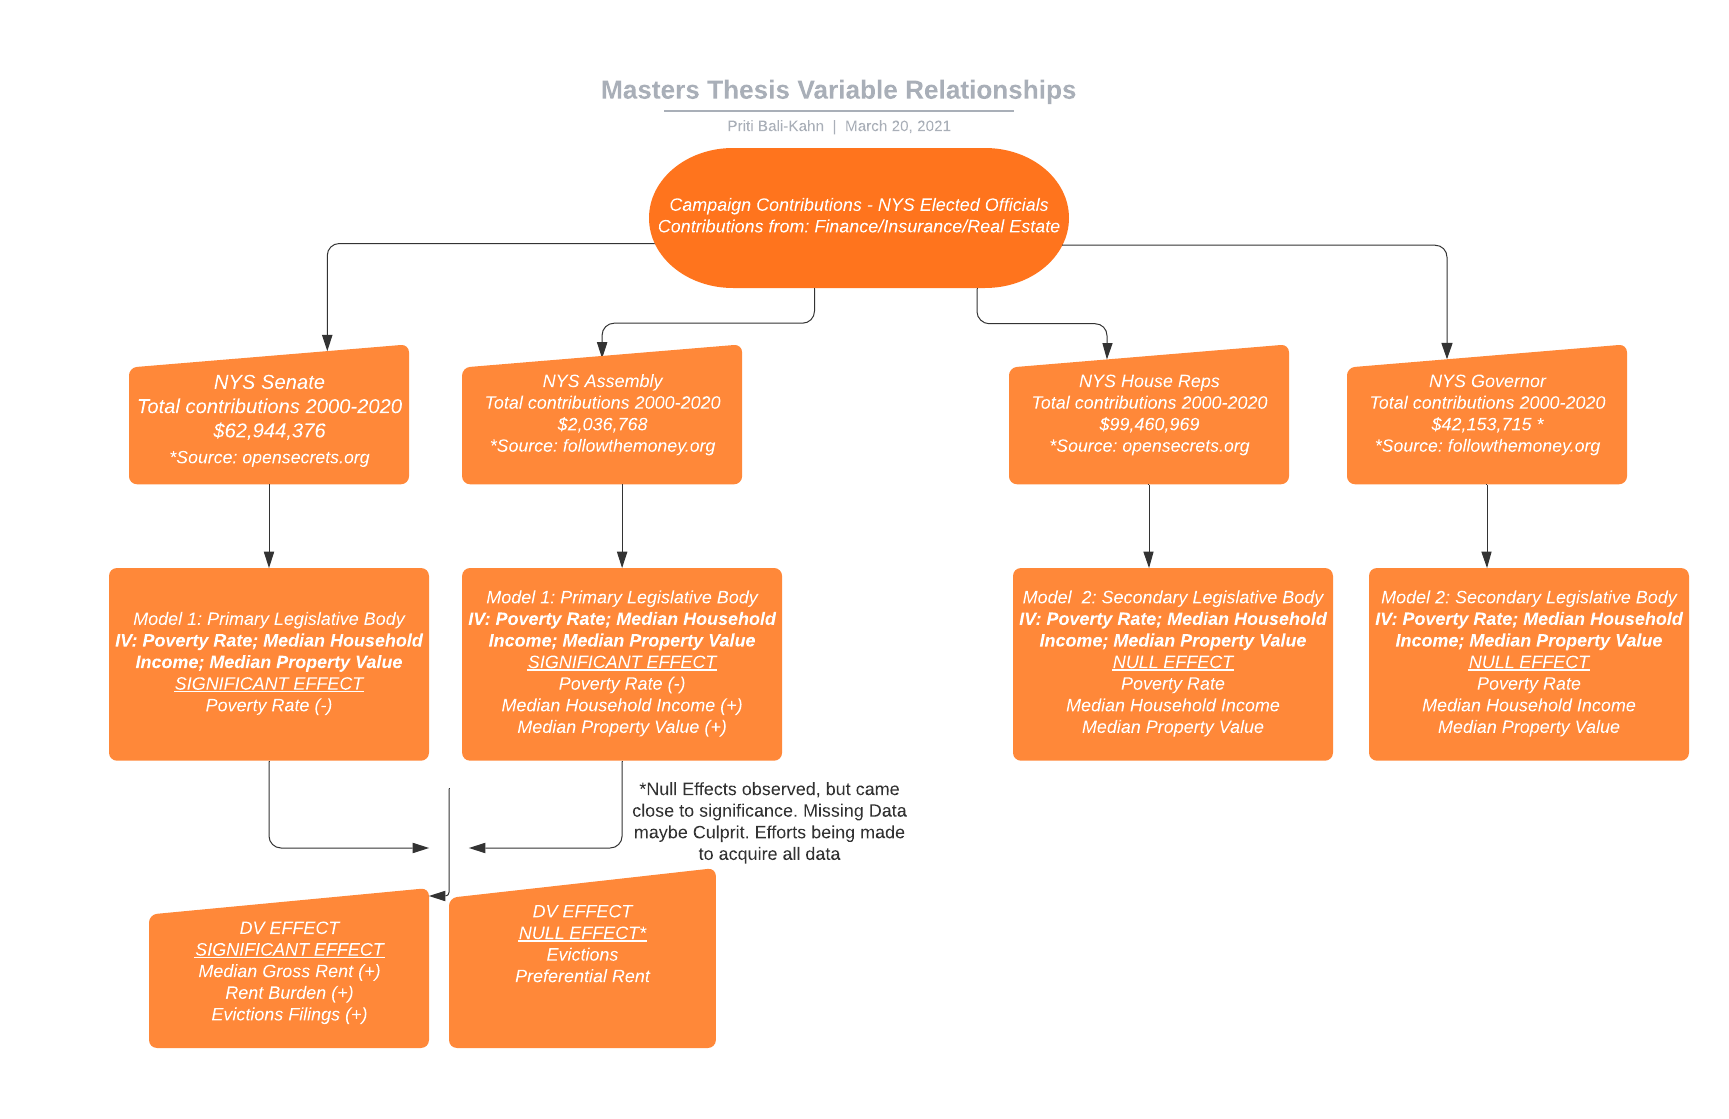 Masters Thesis Variable Relationships
Priti Bali-Kahn | March 20, 2021
Campaign Contributions - NYS Elected Officials
Contributions from: Finance/Insurance/Real Estate
NYS Senate
Total contributions 2000-2020
$62,944,376
*Source: opensecrets.org
NYS Assembly
Total contributions 2000-2020
$2,036,768
*Source: followthemoney.org
NYS House Reps
Total contributions 2000-2020
$99,460,969
*Source: opensecrets.org
NYS Governor
Total contributions 2000-2020
$42,153,715 *
*Source: followthemoney.org
Model 1: Primary Legislative Body
IV: Poverty Rate; Median Household
Income; Median Property Value
SIGNIFICANT EFFECT
Poverty Rate (-)
Model 1: Primary Legislative Body
IV: Poverty Rate; Median Household
Income; Median Property Value
SIGNIFICANT EFFECT
Poverty Rate (-)
Median Household Income (+)
Median Property Value (+)
Model  2: Secondary Legislative Body
IV: Poverty Rate; Median Household
Income; Median Property Value
NULL EFFECT
Poverty Rate
Median Household Income
Median Property Value
Model 2: Secondary Legislative Body
IV: Poverty Rate; Median Household
Income; Median Property Value
NULL EFFECT
Poverty Rate
Median Household Income
Median Property Value
*Null Effects observed, but came
close to significance. Missing Data
maybe Culprit. Efforts being made
to acquire all data
DV EFFECT
SIGNIFICANT EFFECT
Median Gross Rent (+)
Rent Burden (+)
Evictions Filings (+)
DV EFFECT
NULL EFFECT*
Evictions
Preferential Rent